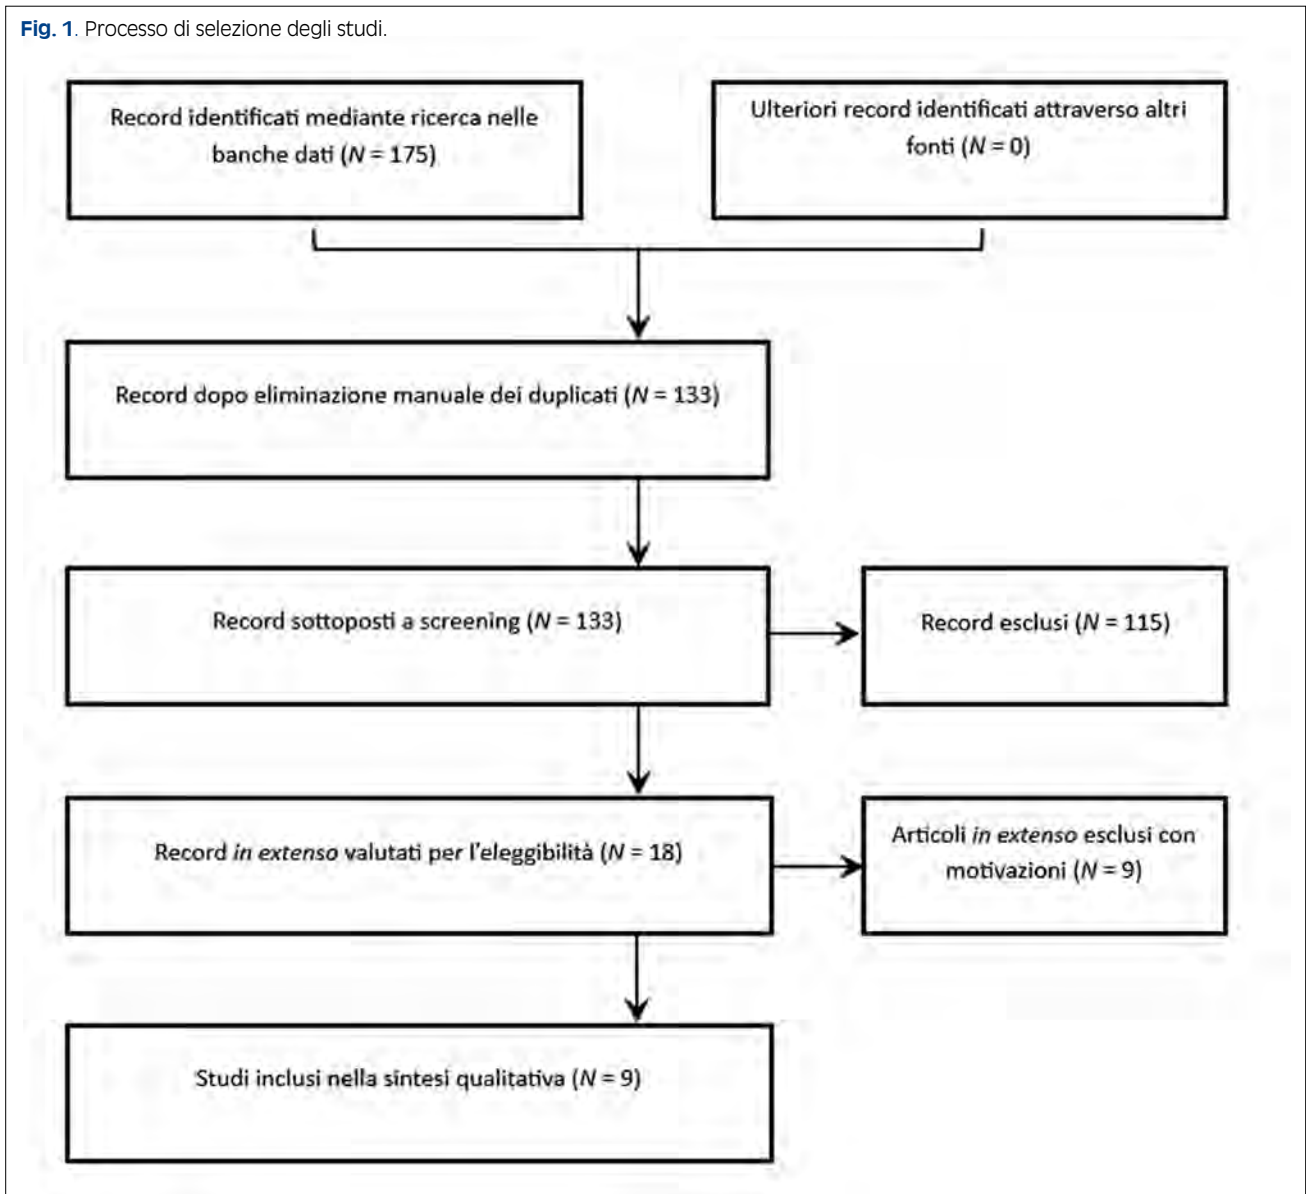 Fig. 1. Processo di selezione degli studi.
Record identificati mediante ricerca nelle
banche dati (N = 175)
Ulteriori record identificati attraverso altri
fonti (N = 0)
Record dopo eliminazione manuale dei duplicati (N = 133)
Record sottoposti a screening (N = 133)
Record esclusi (N = 115)
Record in extenso valutati per l'eleggibilità (N = 18)
Articoli in extenso esclusi con
motivazioni (N = 9)
Studi inclusi nella sintesi qualitativa (N = 9)